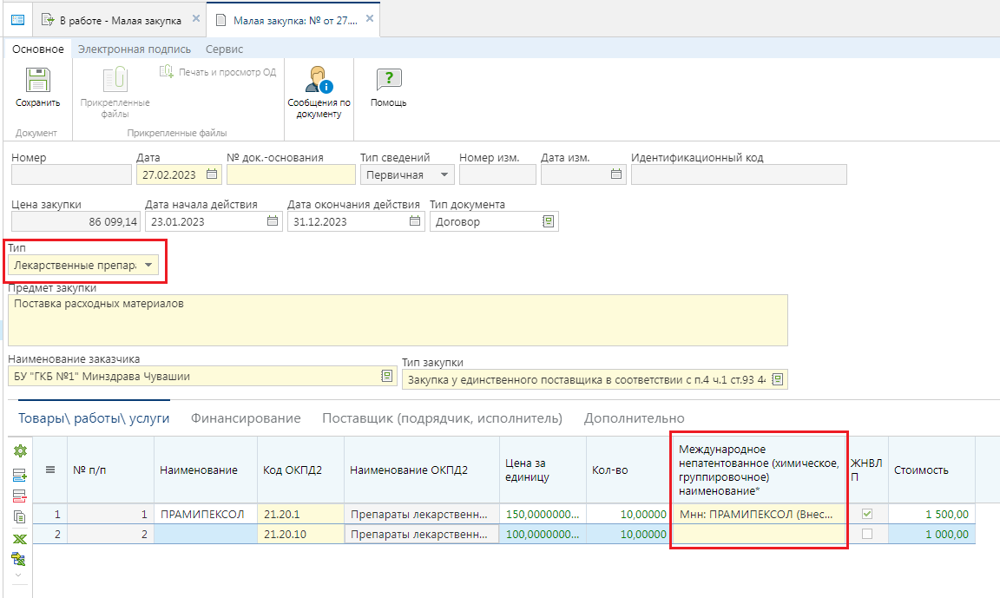 В работе - Малая закупка
Малая закупка: № от 27....
Основное Электронная подпись Сервис
Сохранить
Прикрепленные файлы
Печать и просмотр ОД
Сообщения по документу
Помощь
Документ
Прикрепленные файлы
Номер Дата № док.-основания Тип сведений Номер изм. Дата изм. Идентификационный код
27.02.2023 Первичная
Цена закупки Дата начала действия Дата окончания действия Тип документа
86 099,14 23.01.2023 31.12.2023 Договор
Тип
Лекарственные препара
Предмет закупки
Поставка расходных материалов
Наименование заказчика Тип закупки
БУ "ГКБ №1" Минздрава Чувашии Закупка у единственного поставщика в соответствии с п.4 ч.1 ст.93 44
Товары\ работы\ услуги Финансирование Поставщик (подрядчик, исполнитель) Дополнительно
№ п/п
Наименование
Код ОКПД2
Наименование ОКПД2
Цена за
единицу
Кол-во
Международное
непатентованное (химическое,
группировочное)
наименование*
ЖНВЛ
П
Стоимость
1 1 ПРАМИПЕКСОЛ 21.20.1 Препараты лекарственн... 150,0000000... 10,00000 Мнн: ПРАМИПЕКСОЛ (Внес... 1 500,00
2 2 21.20.10 Препараты лекарственн... 100,0000000... 10,00000 1 000,00